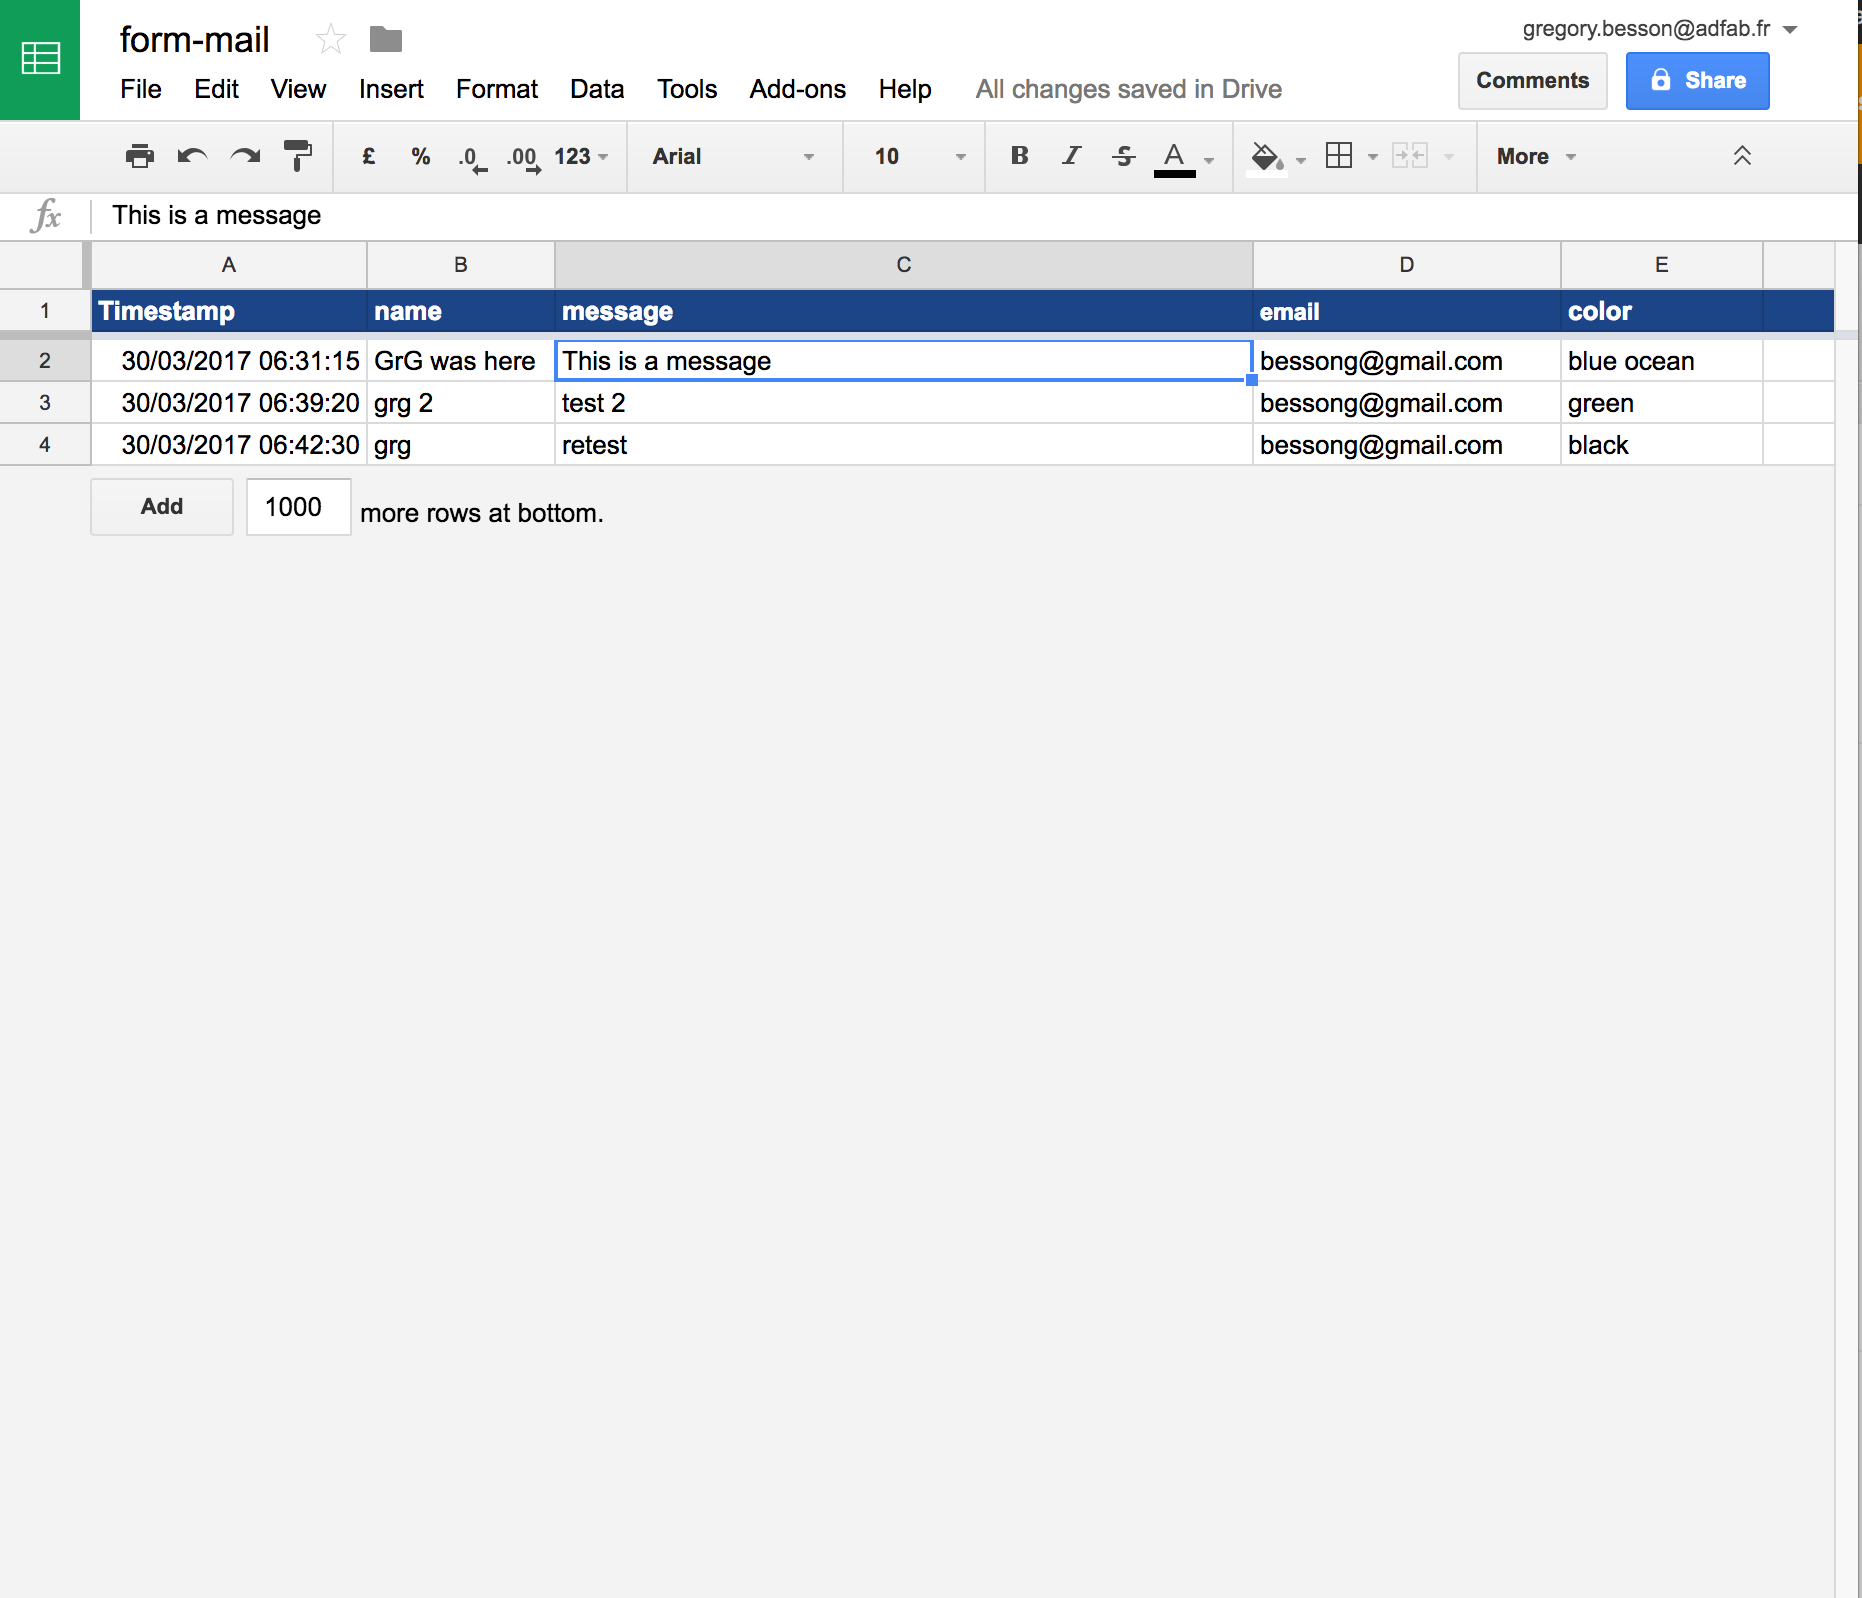 form-mail
gregory.besson@adfab.fr
File Edit View Insert Format Data Tools Add-ons Help All changes saved in Drive
Comments Share
£ % .0 .00 123 Arial 10 B I S A More
fx This is a message
A B C D E
1 Timestamp name message email color
2 30/03/2017 06:31:15 GrG was here This is a message bessong@gmail.com blue ocean
3 30/03/2017 06:39:20 grg 2 test 2 bessong@gmail.com green
4 30/03/2017 06:42:30 grg retest bessong@gmail.com black
Add 1000 more rows at bottom.